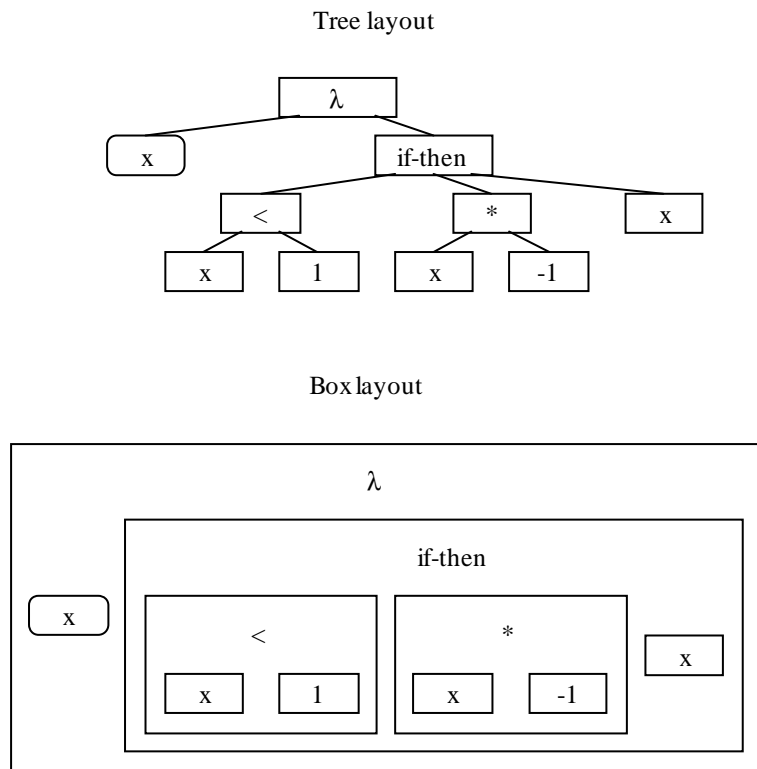 Tree layout
λ
x if-then
< * x
x 1 x -1
Box layout
λ
if-then
x
< *
x
x 1 x -1